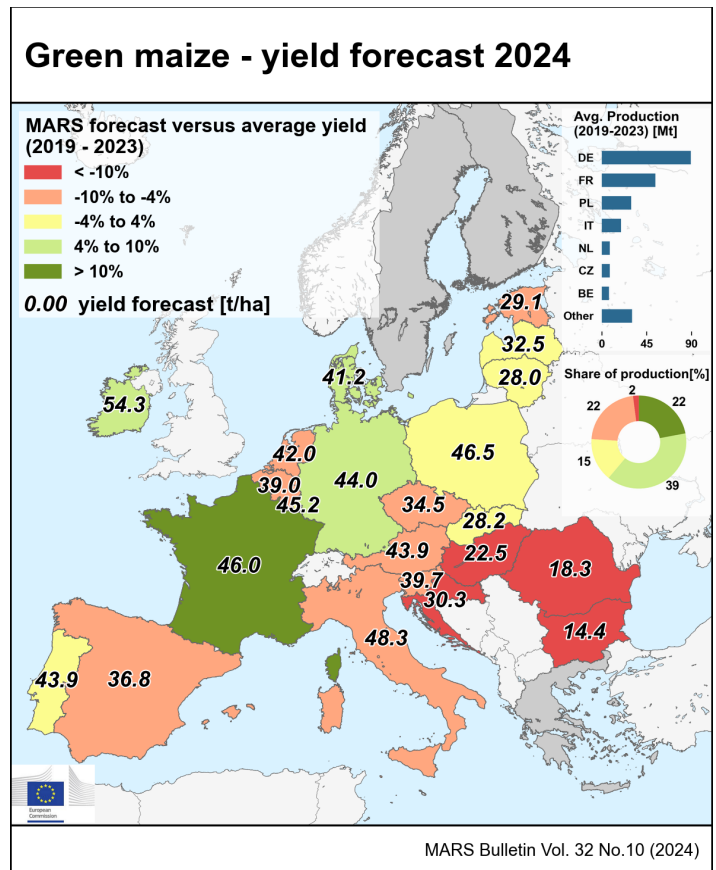 Green maize - yield forecast 2024
MARS forecast versus average yield
(2019 - 2023)
< -10%
-10% to -4%
-4% to 4%
4% to 10%
> 10%
0.00 yield forecast [t/ha]
Avg. Production
(2019-2023) [Mt]
DE
FR
PL
IT
NL
CZ
BE
Other
0 45 90
Share of production[%]
2
22
22
15
39
29.1
32.5
28.0
41.2
54.3
42.0
39.0
45.2
44.0
46.5
34.5
28.2
43.9
22.5
18.3
46.0
39.7
30.3
14.4
48.3
43.9
36.8
European
Commission
MARS Bulletin Vol. 32 No.10 (2024)